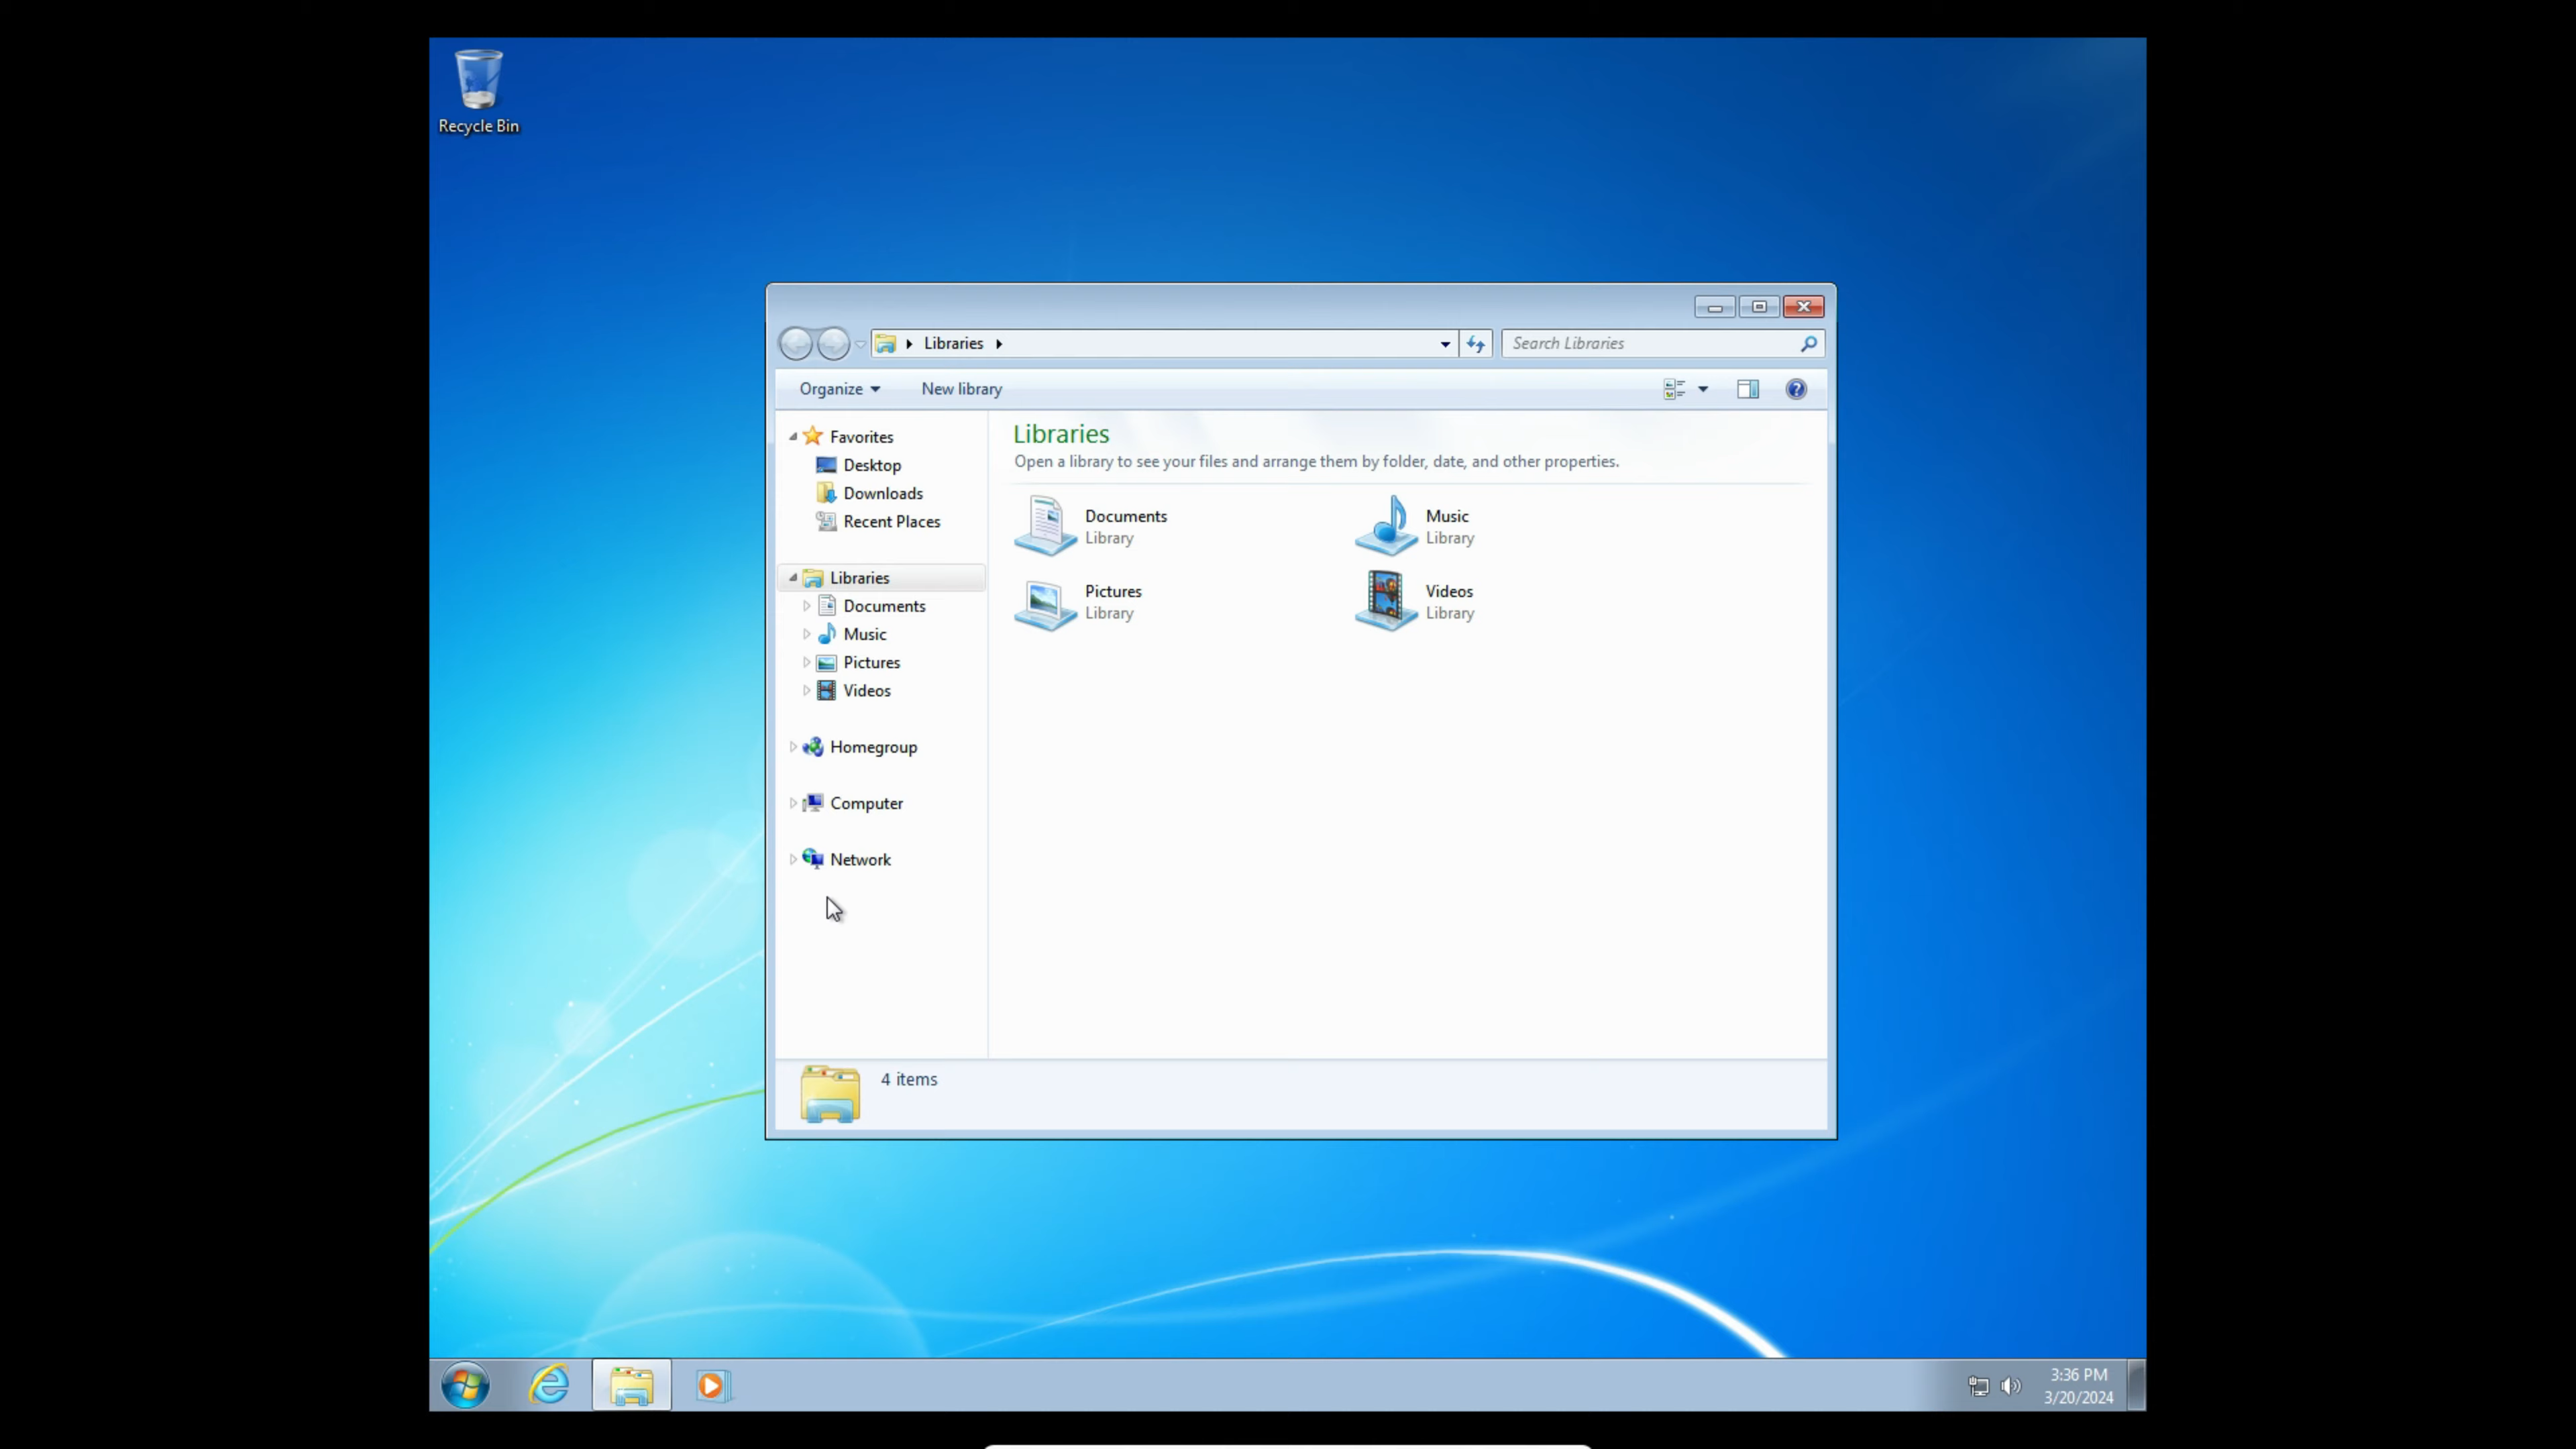 Recycle Bin
Libraries
Search Libraries
Organize
New library
Favorites
Desktop
Downloads
Recent Places
Libraries
Documents
Music
Pictures
Videos
Homegroup
Computer
Network
Libraries
Open a library to see your files and arrange them by folder, date, and other properties.
Documents
Library
Music
Library
Pictures
Library
Videos
Library
4 items
3:36 PM
3/20/2024